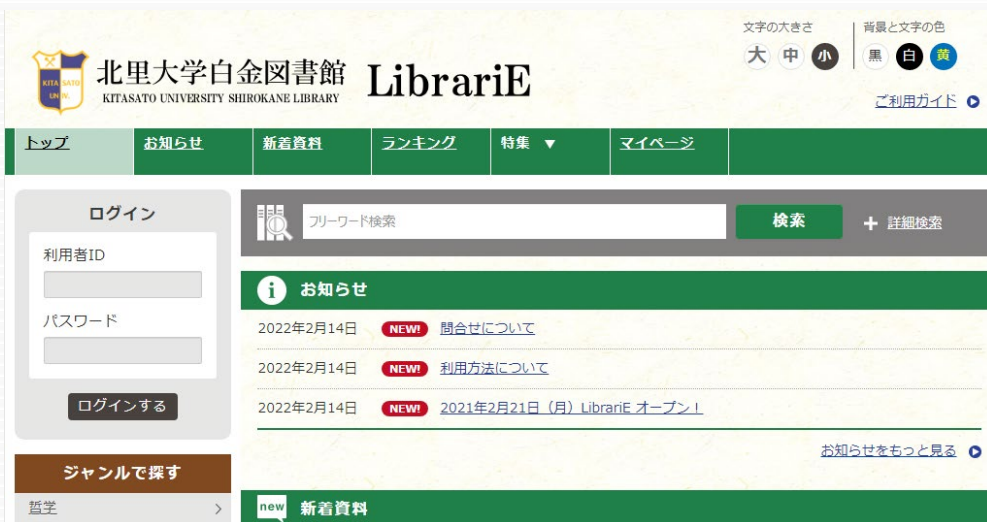 文字の大きさ
背景と文字の色
大 中 小
黒 白 黄
KITA SATO
UNIV.
北里大学白金図書館 LibrariE
KITASATO UNIVERSITY SHIROKANE LIBRARY
ご利用ガイド
トップ
お知らせ
新着資料
ランキング
特集 ▼
マイページ
ログイン
利用者ID
パスワード
ログインする
フリーワード検索
検索
+ 詳細検索
i お知らせ
2022年2月14日 NEW! 問合せについて
2022年2月14日 NEW! 利用方法について
2022年2月14日 NEW! 2021年2月21日（月）LibrariE オープン！
お知らせをもっと見る
ジャンルで探す
哲学
new 新着資料